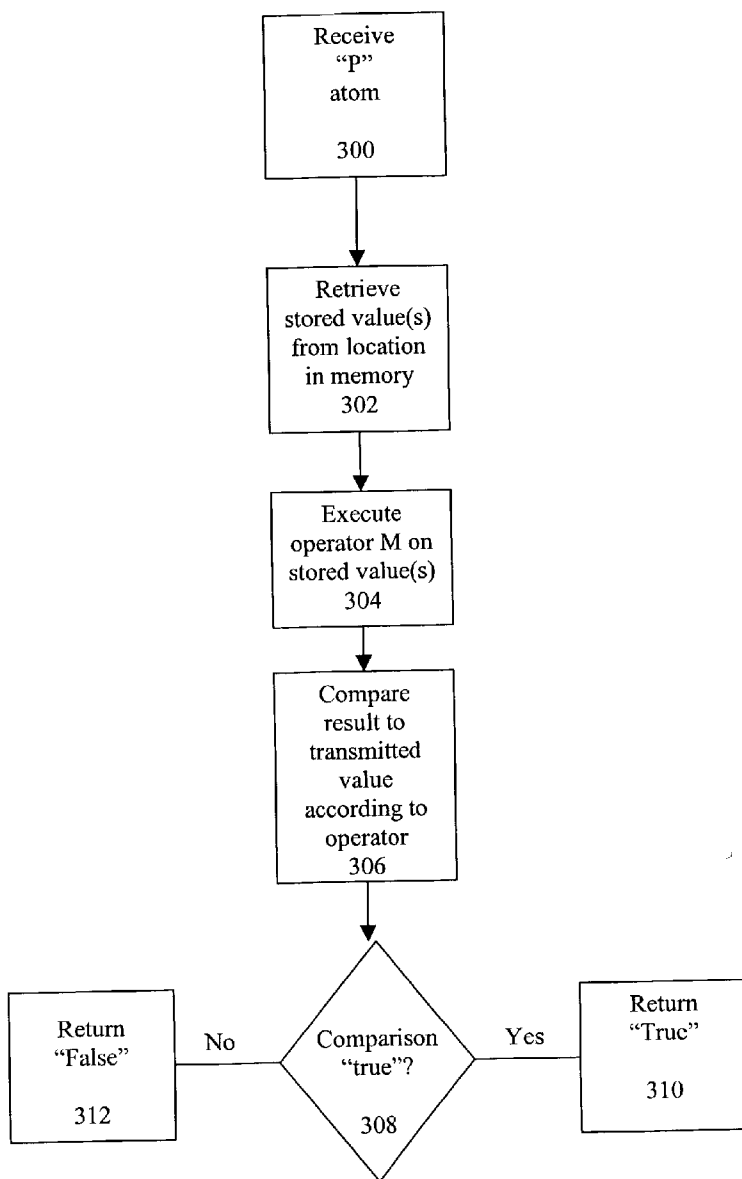 Receive
“P”
atom
300
Retrieve
stored value(s)
from location
in memory
302
Execute
operator M on
stored value(s)
304
Compare
result to
transmitted
value
according to
operator
306
Comparison
“true”?
308
No
Yes
Return
“False”
312
Return
“True”
310